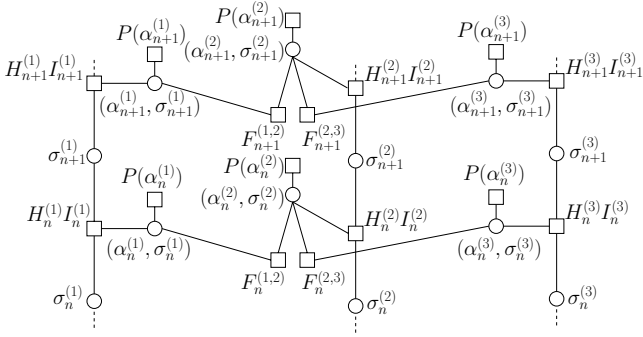 P(α_{n+1}^{(2)})
P(α_{n+1}^{(1)})
(α_{n+1}^{(2)}, σ_{n+1}^{(2)})
P(α_{n+1}^{(3)})
H_{n+1}^{(1)} I_{n+1}^{(1)}
H_{n+1}^{(2)} I_{n+1}^{(2)}
H_{n+1}^{(3)} I_{n+1}^{(3)}
(α_{n+1}^{(1)}, σ_{n+1}^{(1)})
(α_{n+1}^{(3)}, σ_{n+1}^{(3)})
F_{n+1}^{(1,2)}
F_{n+1}^{(2,3)}
σ_{n+1}^{(1)}
P(α_n^{(2)})
σ_{n+1}^{(2)}
σ_{n+1}^{(3)}
P(α_n^{(1)})
(α_n^{(2)}, σ_n^{(2)})
P(α_n^{(3)})
H_n^{(1)} I_n^{(1)}
H_n^{(2)} I_n^{(2)}
H_n^{(3)} I_n^{(3)}
(α_n^{(1)}, σ_n^{(1)})
(α_n^{(3)}, σ_n^{(3)})
F_n^{(1,2)}
F_n^{(2,3)}
σ_n^{(1)}
σ_n^{(2)}
σ_n^{(3)}